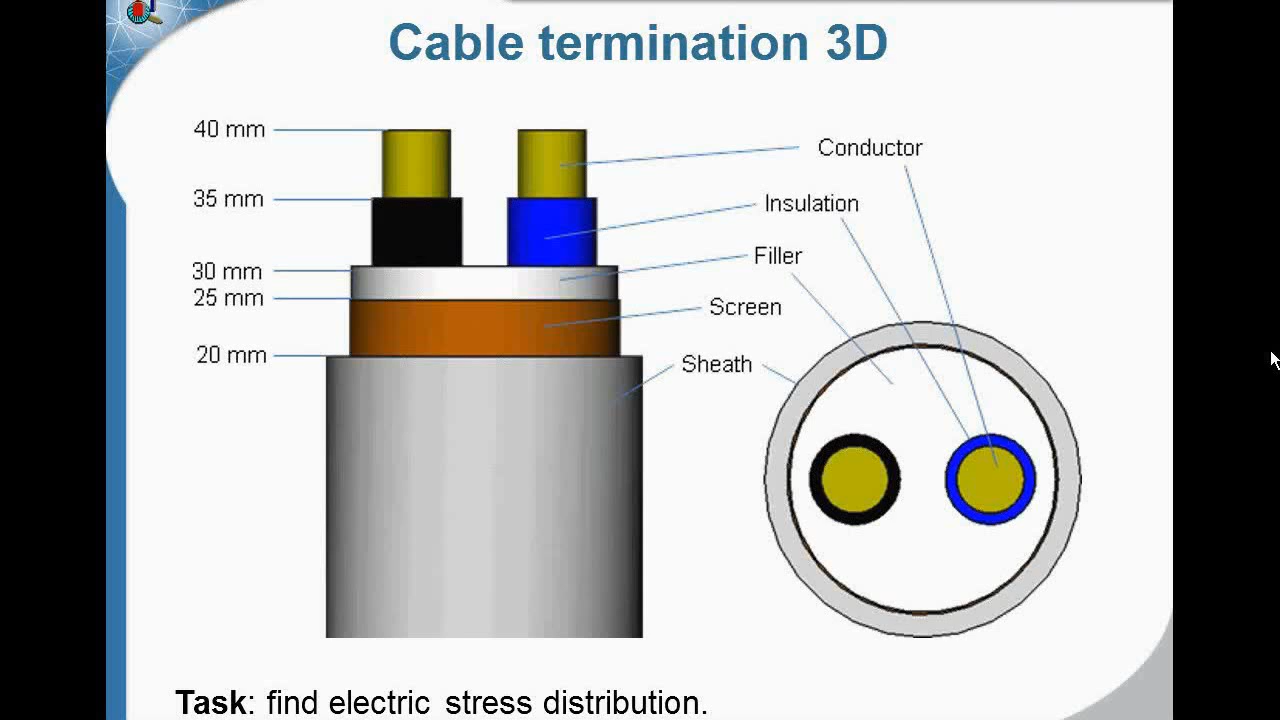 Cable termination 3D
40 mm
Conductor
35 mm
Insulation
Filler
30 mm
25 mm
Screen
20 mm
Sheath
Task: find electric stress distribution.